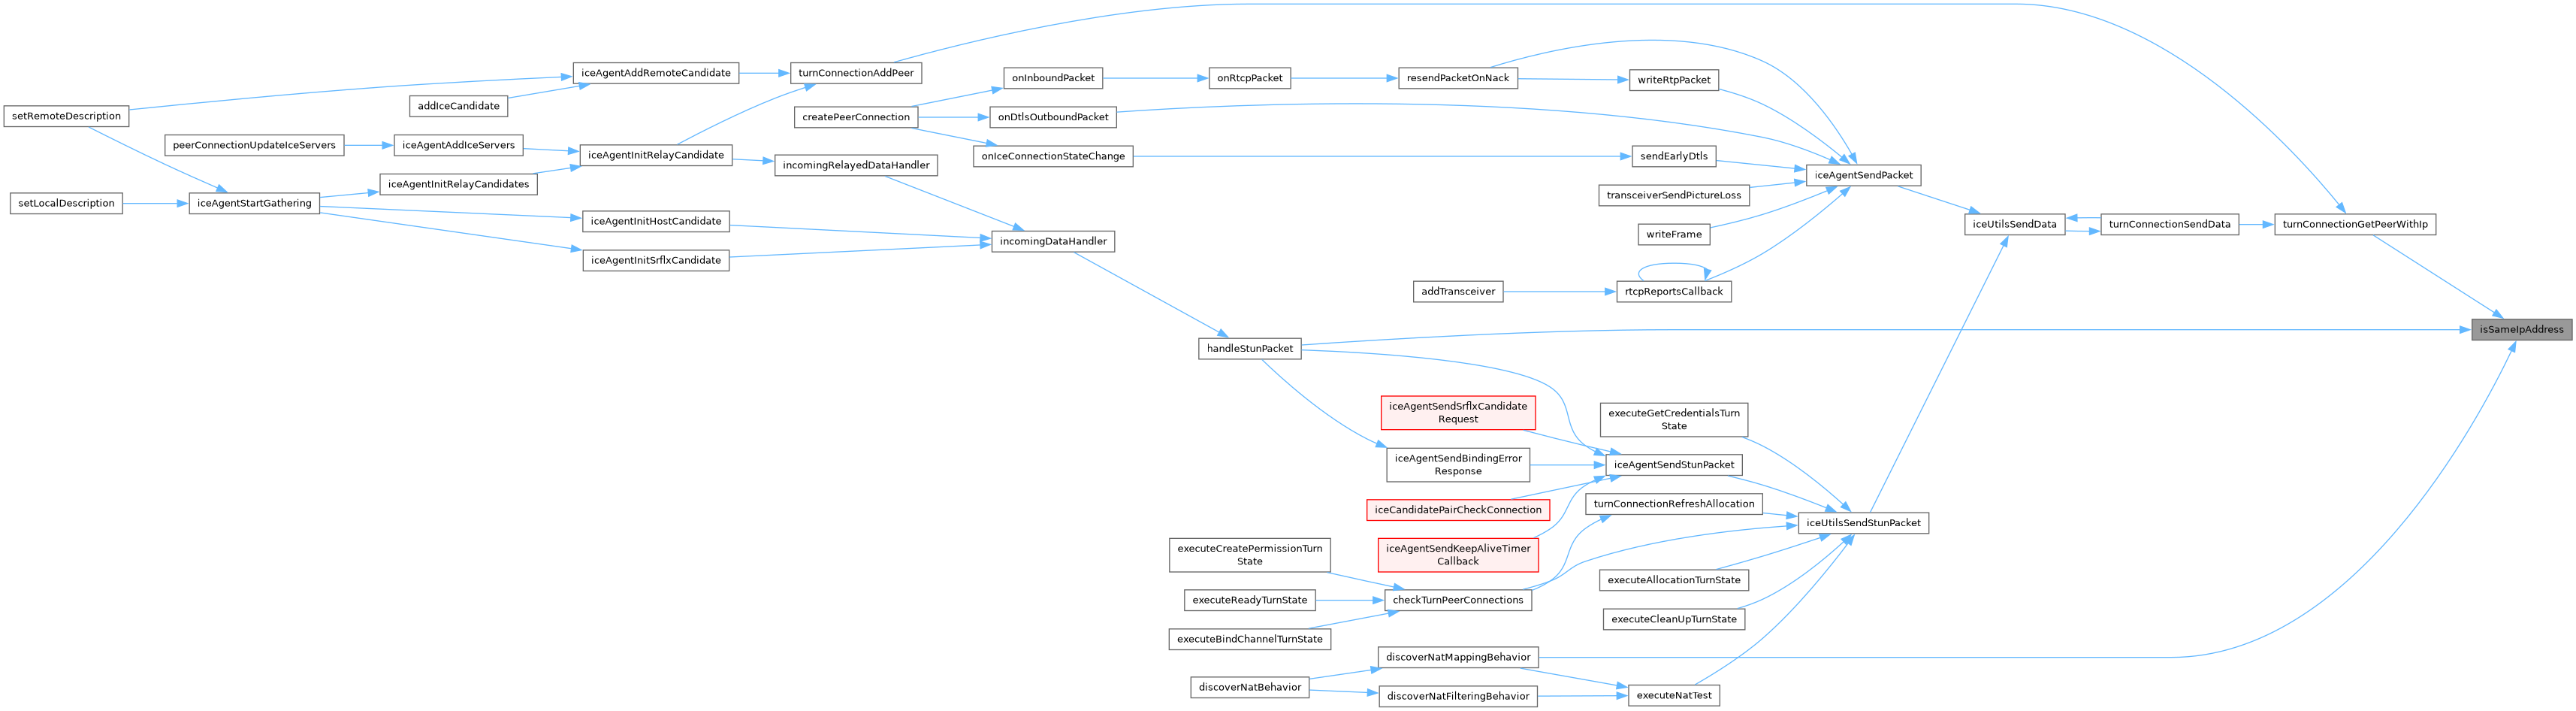 setRemoteDescription
setLocalDescription
peerConnectionUpdateIceServers
iceAgentStartGathering
addIceCandidate
iceAgentAddIceServers
iceAgentInitRelayCandidates
iceAgentAddRemoteCandidate
iceAgentInitRelayCandidate
iceAgentInitHostCandidate
iceAgentInitSrflxCandidate
turnConnectionAddPeer
createPeerConnection
incomingRelayedDataHandler
onInboundPacket
onDtlsOutboundPacket
onIceConnectionStateChange
incomingDataHandler
onRtcpPacket
handleStunPacket
executeCreatePermissionTurn
State
executeReadyTurnState
executeBindChannelTurnState
discoverNatBehavior
resendPacketOnNack
addTransceiver
iceAgentSendSrflxCandidate
Request
iceAgentSendBindingError
Response
iceCandidatePairCheckConnection
iceAgentSendKeepAliveTimer
Callback
checkTurnPeerConnections
discoverNatMappingBehavior
discoverNatFilteringBehavior
writeRtpPacket
sendEarlyDtls
transceiverSendPictureLoss
writeFrame
rtcpReportsCallback
executeGetCredentialsTurn
State
iceAgentSendStunPacket
turnConnectionRefreshAllocation
executeAllocationTurnState
executeCleanUpTurnState
executeNatTest
iceAgentSendPacket
iceUtilsSendStunPacket
iceUtilsSendData
turnConnectionSendData
turnConnectionGetPeerWithIp
isSameIpAddress